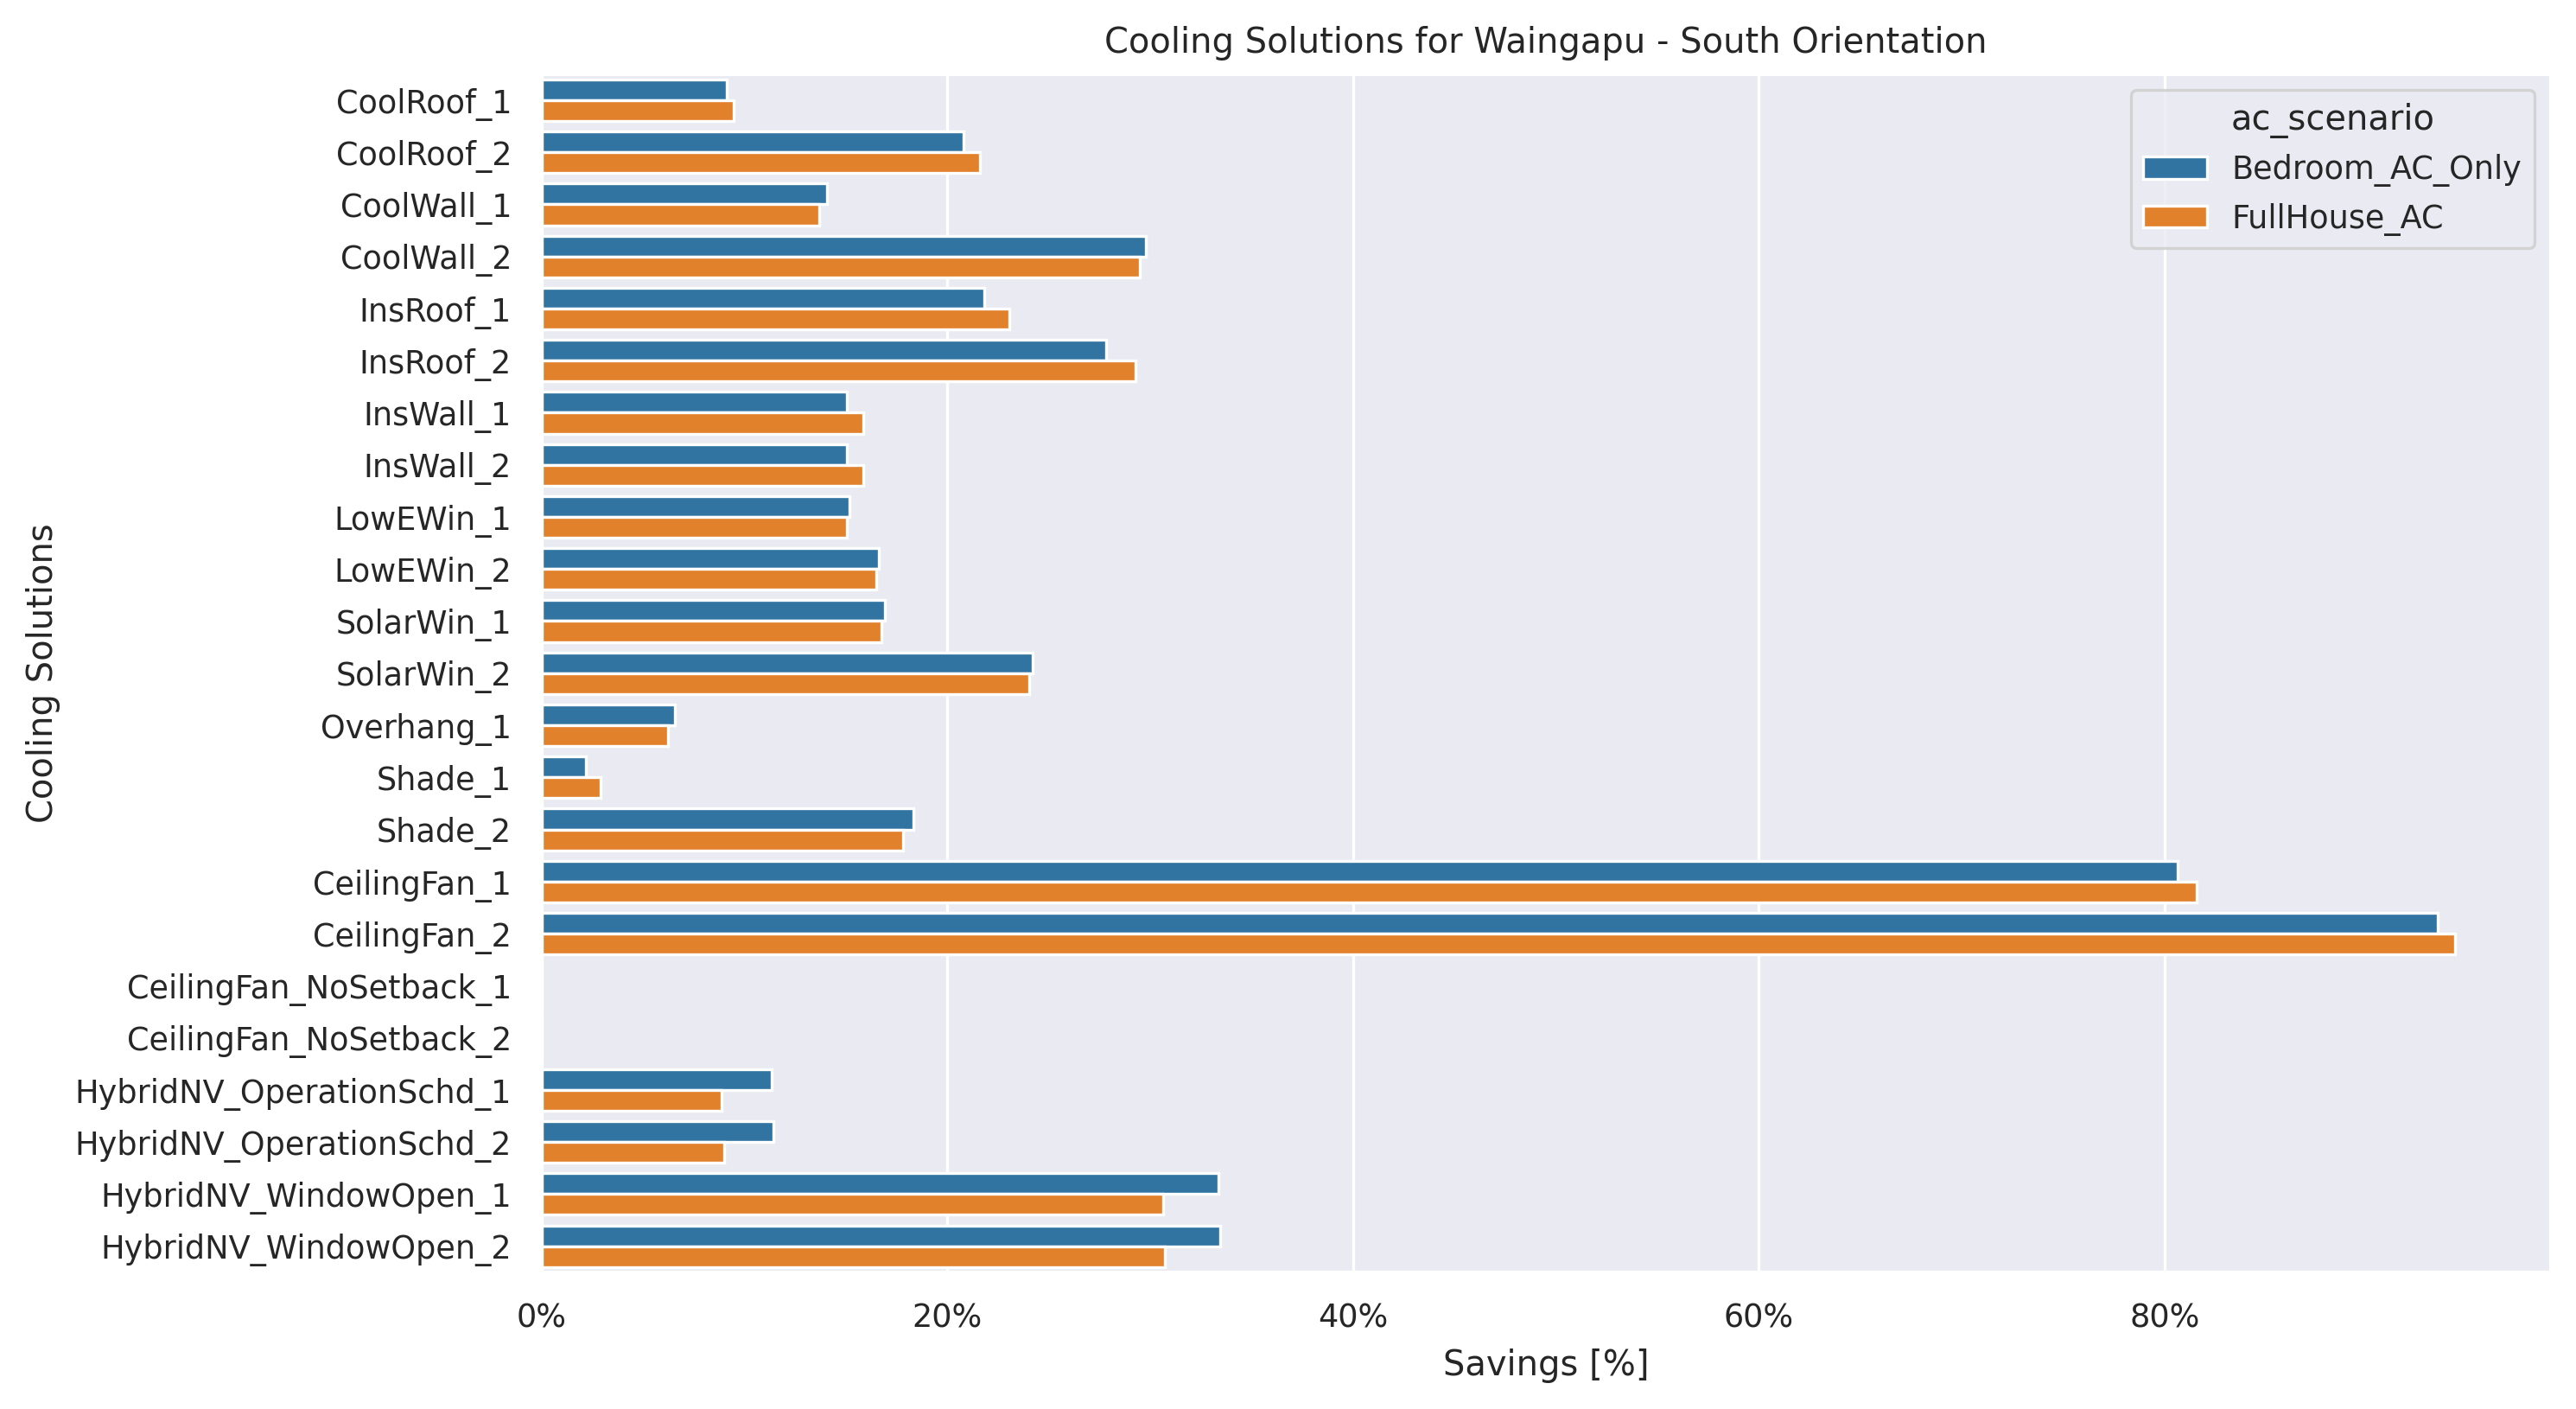 Cooling Solutions for Waingapu - South Orientation
ac_scenario
Bedroom_AC_Only
FullHouse_AC
Cooling Solutions
CoolRoof_1
CoolRoof_2
CoolWall_1
CoolWall_2
InsRoof_1
InsRoof_2
InsWall_1
InsWall_2
LowEWin_1
LowEWin_2
SolarWin_1
SolarWin_2
Overhang_1
Shade_1
Shade_2
CeilingFan_1
CeilingFan_2
CeilingFan_NoSetback_1
CeilingFan_NoSetback_2
HybridNV_OperationSchd_1
HybridNV_OperationSchd_2
HybridNV_WindowOpen_1
HybridNV_WindowOpen_2
0% 20% 40% 60% 80%
Savings [%]